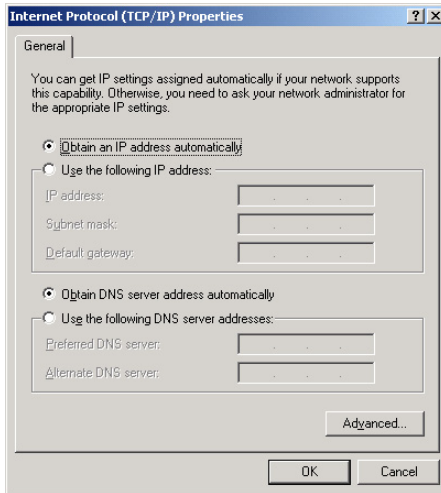 Internet Protocol (TCP/IP) Properties
General
You can get IP settings assigned automatically if your network supports
this capability. Otherwise, you need to ask your network administrator for
the appropriate IP settings.
Obtain an IP address automatically
Use the following IP address:
IP address:
Subnet mask:
Default gateway:
Obtain DNS server address automatically
Use the following DNS server addresses:
Preferred DNS server:
Alternate DNS server:
Advanced...
OK Cancel